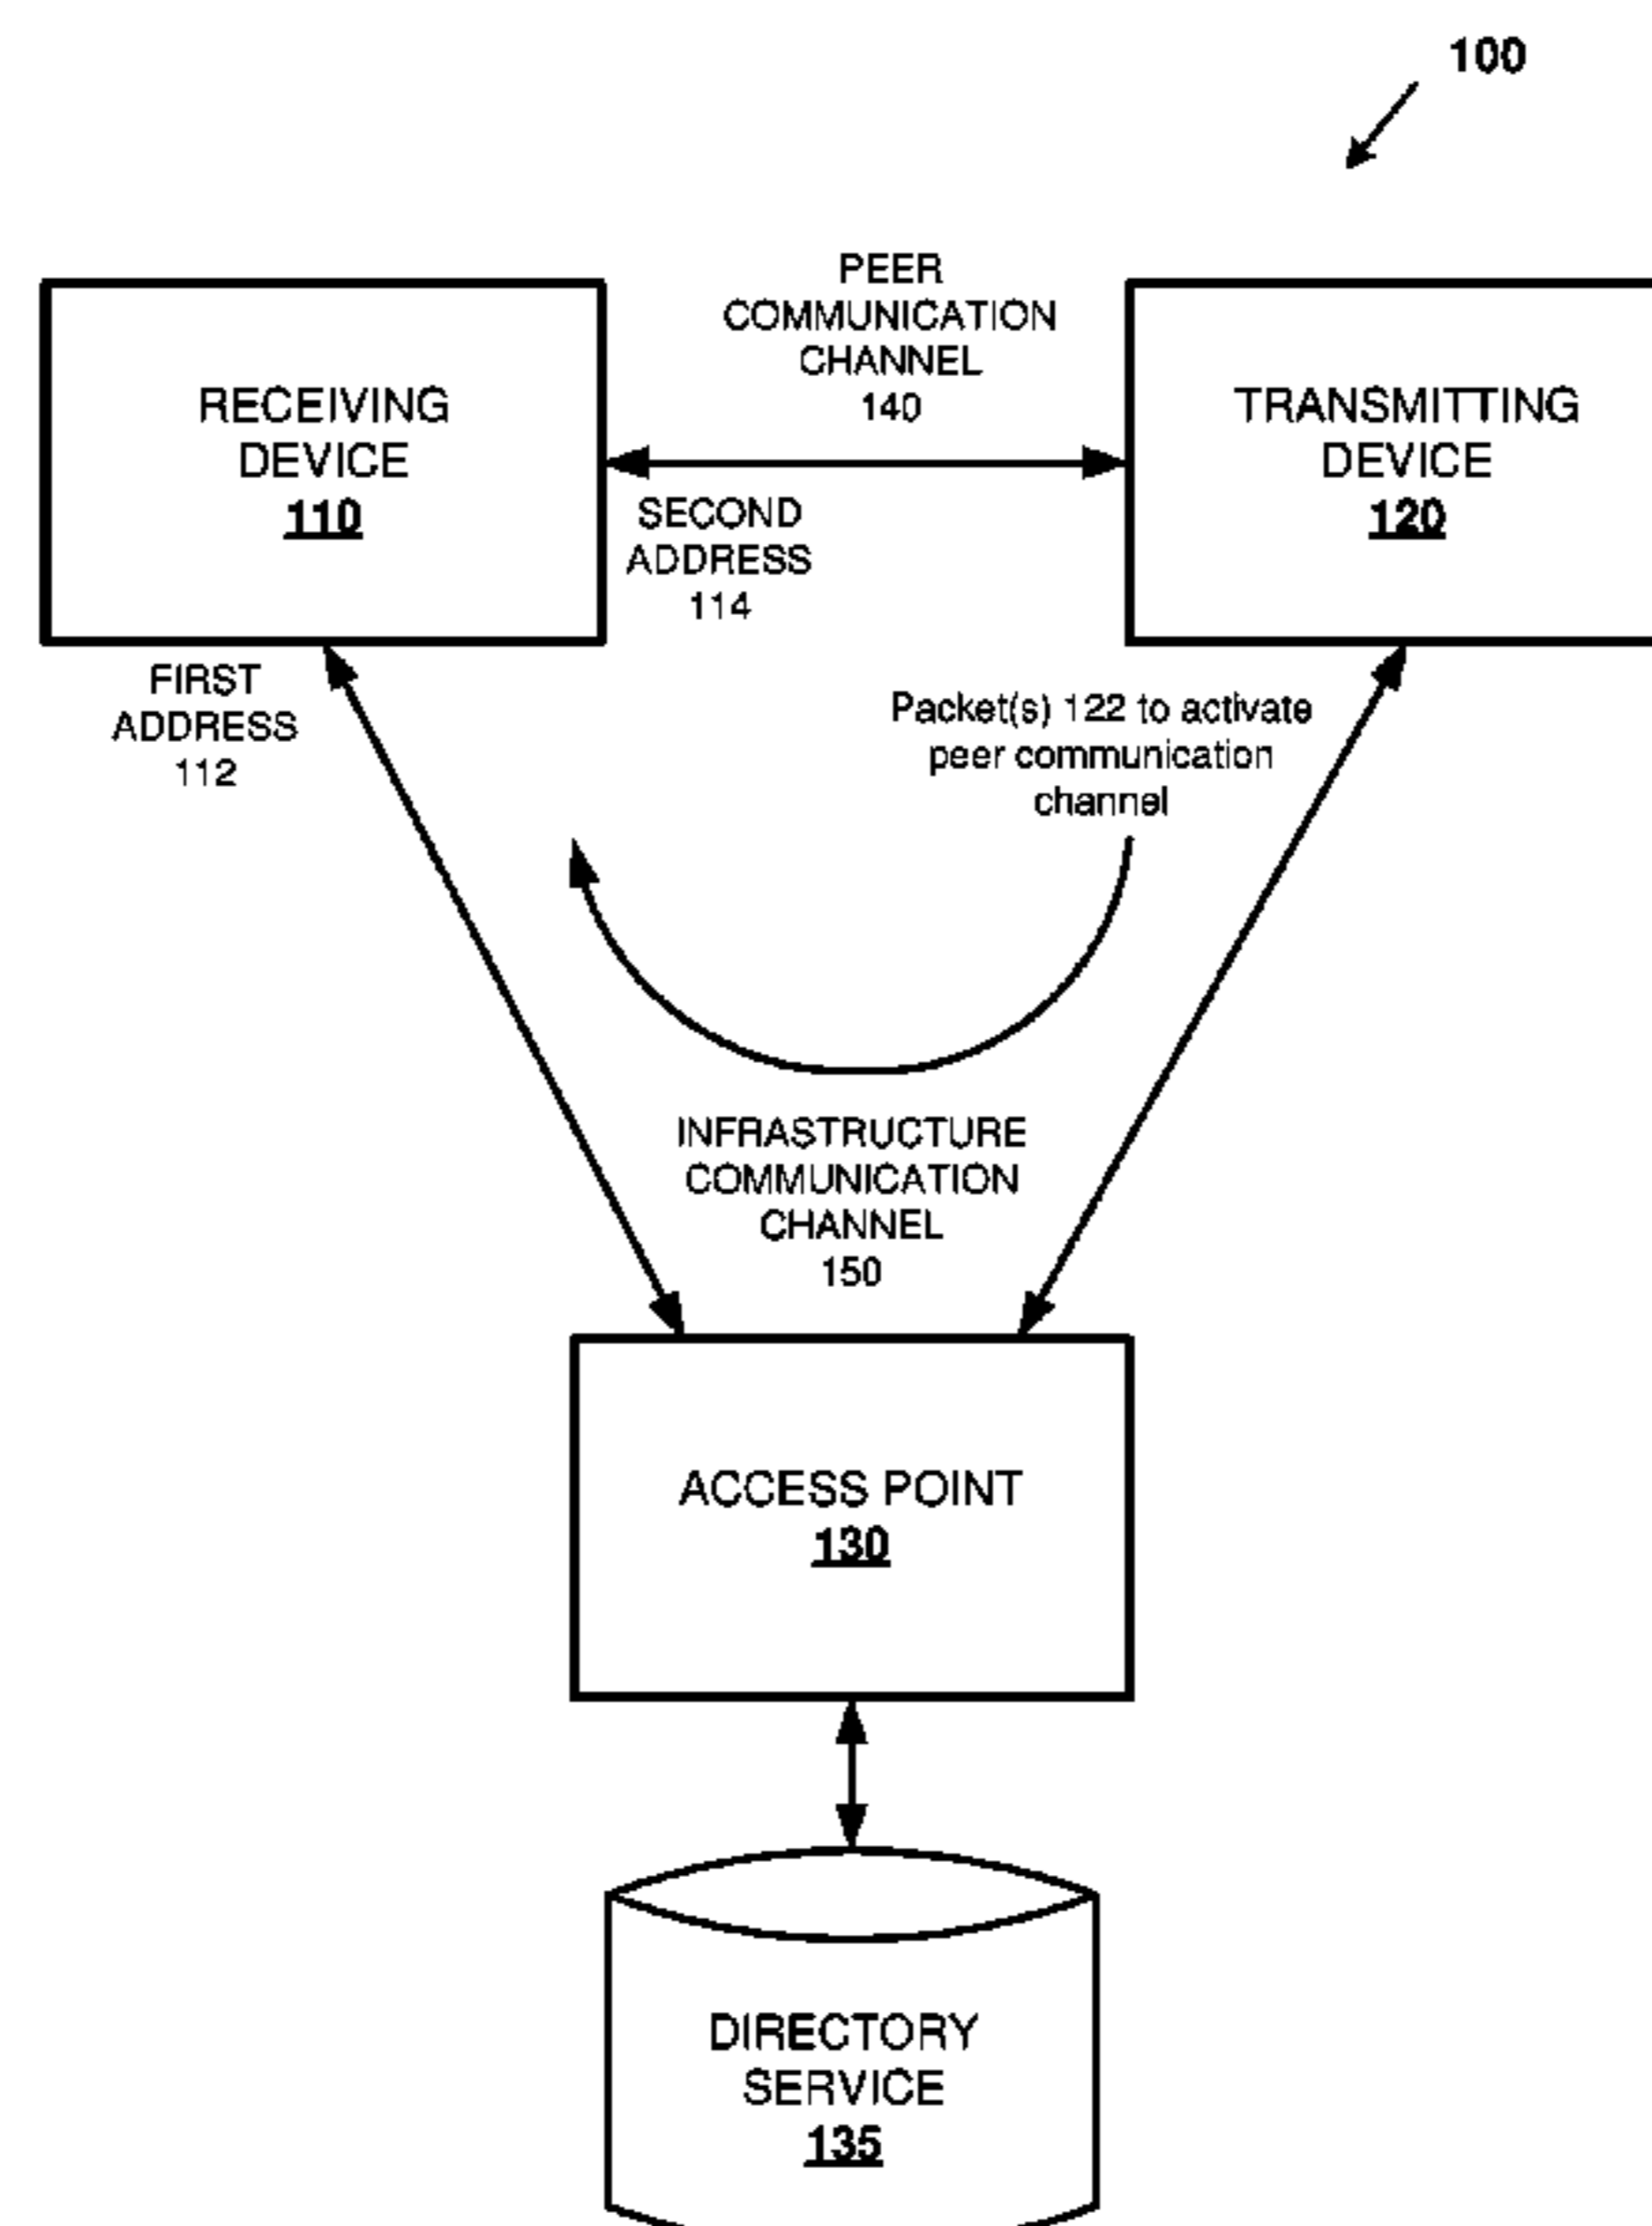 100
PEER
COMMUNICATION
CHANNEL
140
RECEIVING
DEVICE
110
TRANSMITTING
DEVICE
120
SECOND
ADDRESS
114
FIRST
ADDRESS
112
Packet(s) 122 to activate
peer communication
channel
INFRASTRUCTURE
COMMUNICATION
CHANNEL
150
ACCESS POINT
130
DIRECTORY
SERVICE
135